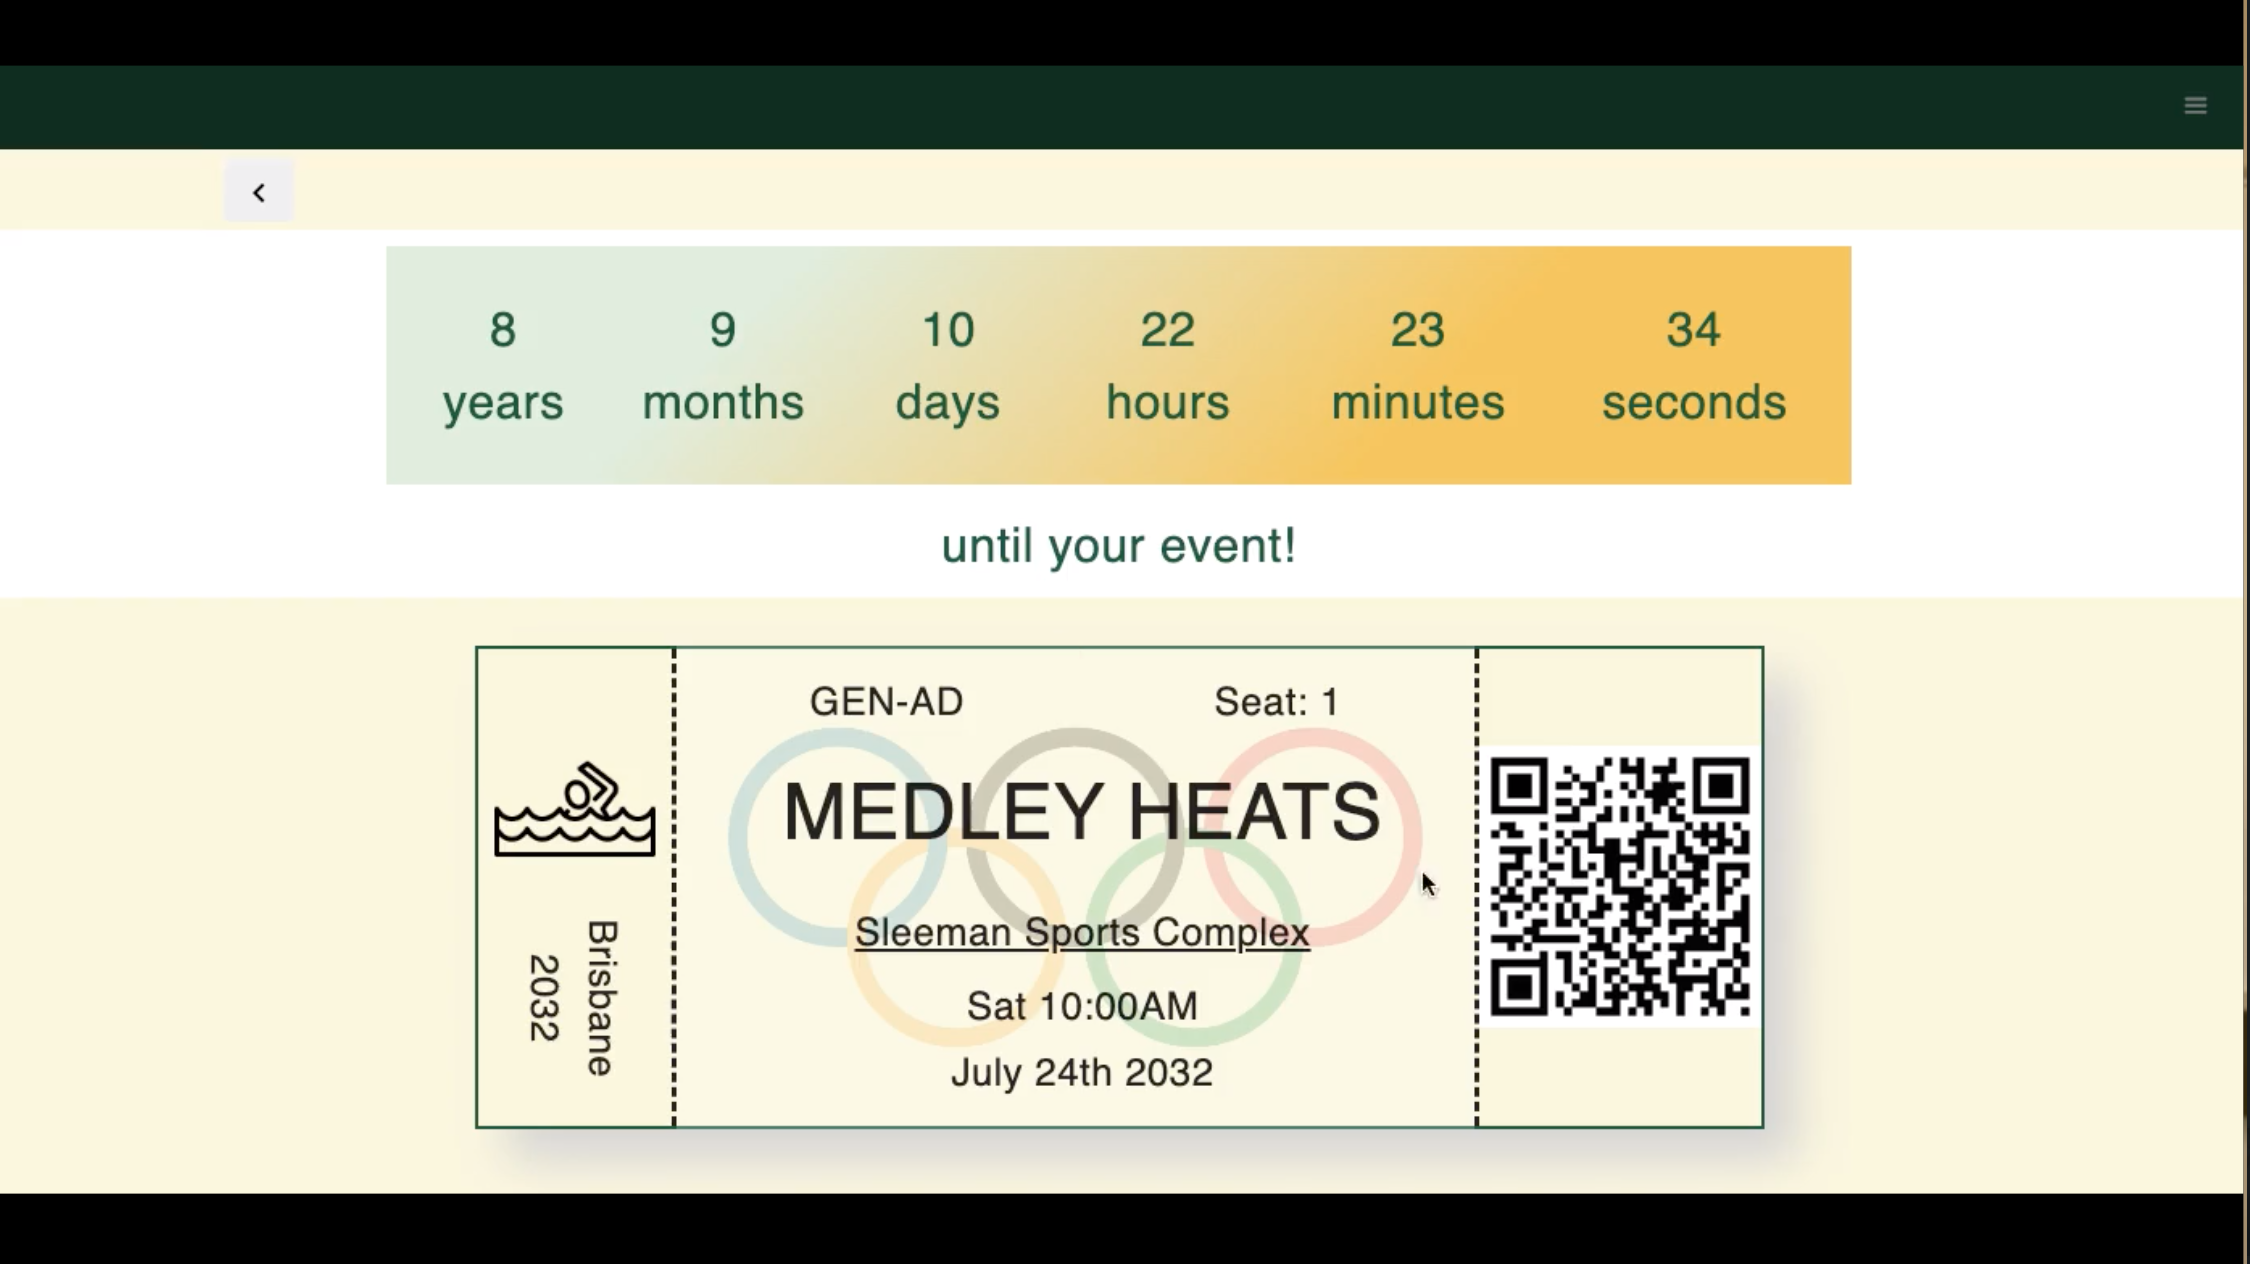 8 9 10 22 23 34
years months days hours minutes seconds
until your event!
GEN-AD Seat: 1
MEDLEY HEATS
Sleeman Sports Complex
Sat 10:00AM
July 24th 2032
Brisbane
2032